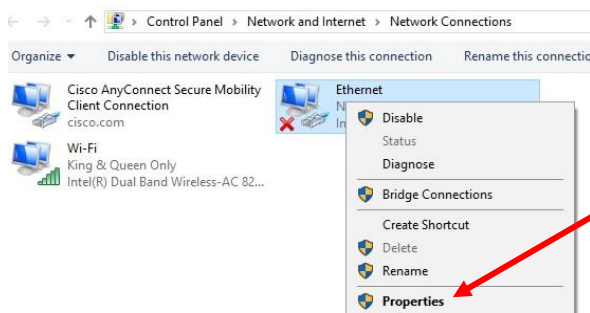 Control Panel > Network and Internet > Network Connections
Organize Disable this network device Diagnose this connection Rename this connectio
Cisco AnyConnect Secure Mobility
Client Connection
cisco.com
Wi-Fi
King & Queen Only
Intel(R) Dual Band Wireless-AC 82...
Ethernet
N
In
Disable
Status
Diagnose
Bridge Connections
Create Shortcut
Delete
Rename
Properties